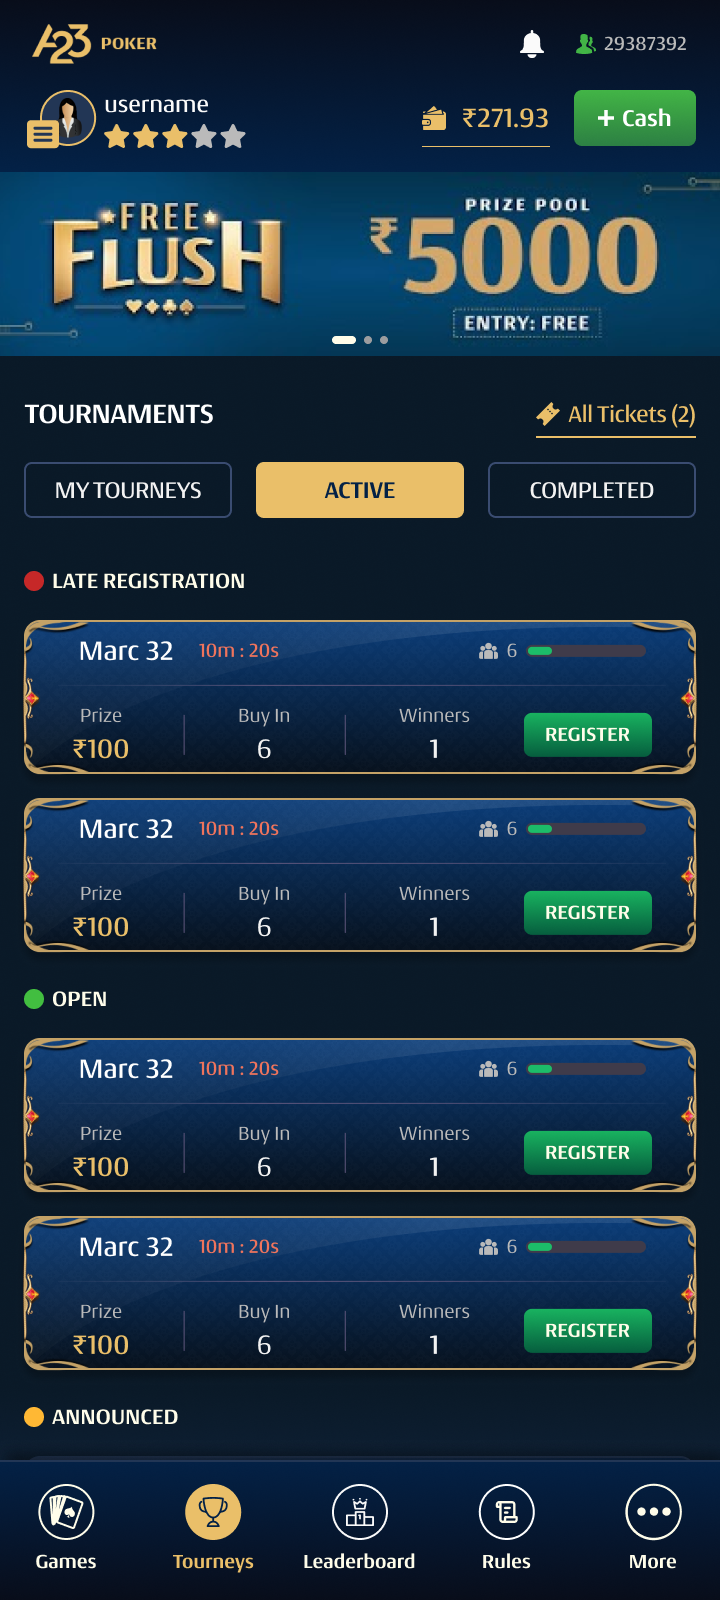 A23 POKER
29387392
username
₹271.93
+ Cash
FREE
FLUSH
PRIZE POOL
₹5000
ENTRY: FREE
TOURNAMENTS
All Tickets (2)
MY TOURNEYS
ACTIVE
COMPLETED
LATE REGISTRATION
Marc 32 10m : 20s 6
Prize Buy In Winners
₹100 6 1
REGISTER
Marc 32 10m : 20s 6
Prize Buy In Winners
₹100 6 1
REGISTER
OPEN
Marc 32 10m : 20s 6
Prize Buy In Winners
₹100 6 1
REGISTER
Marc 32 10m : 20s 6
Prize Buy In Winners
₹100 6 1
REGISTER
ANNOUNCED
Games Tourneys Leaderboard Rules More